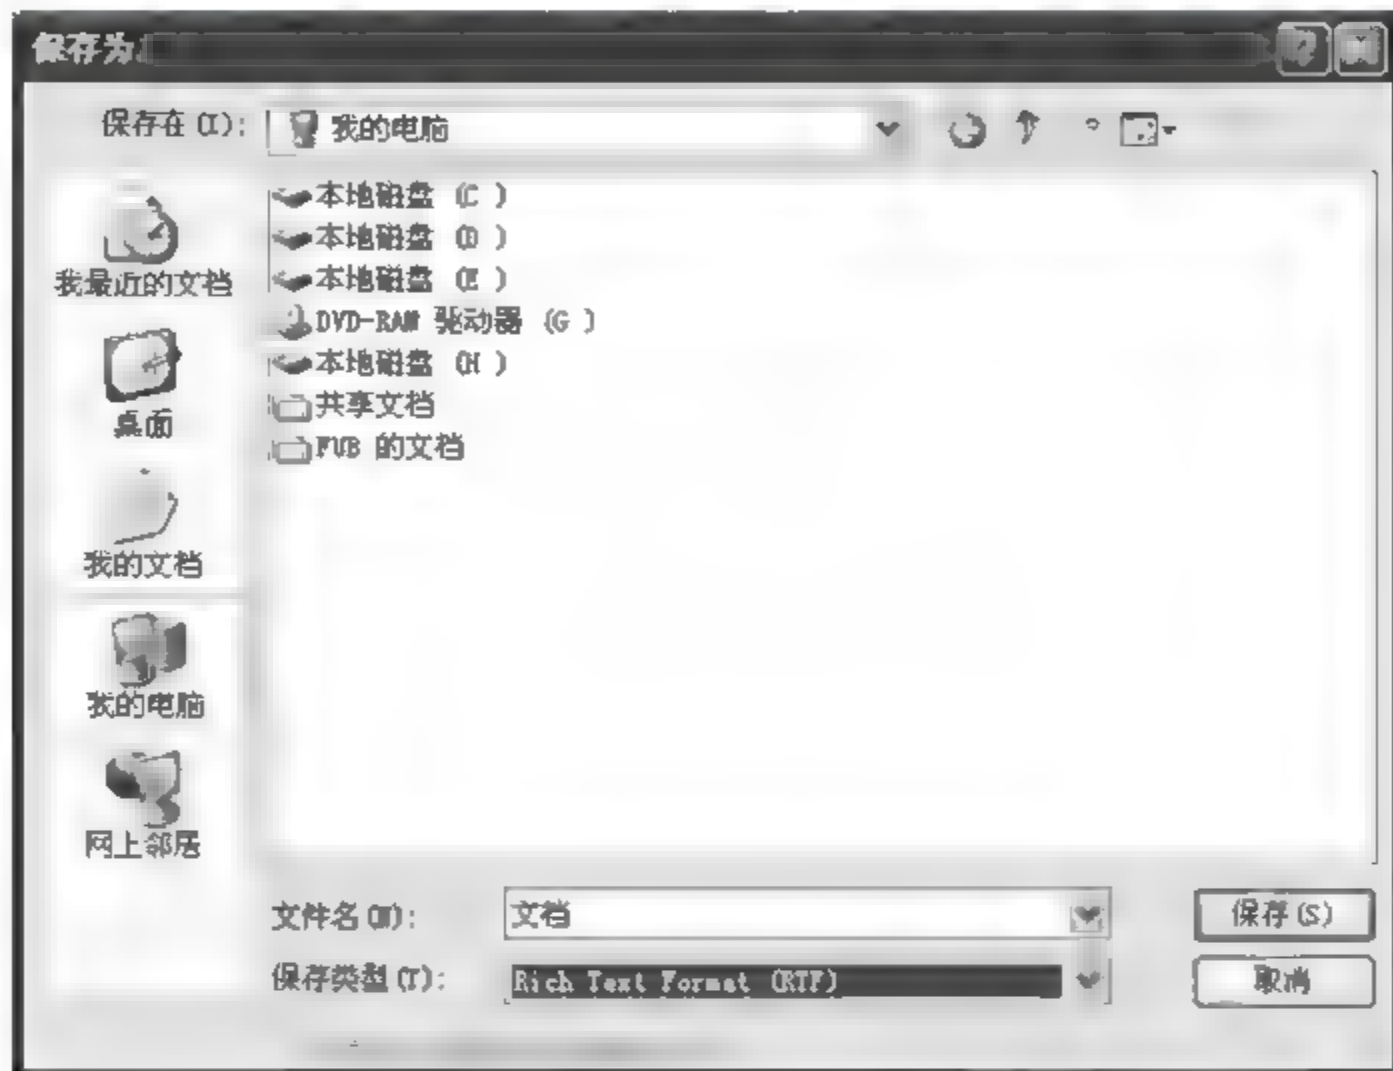 保存为
保存在(I):
我的电脑
本地磁盘 (C )
本地磁盘 (D )
本地磁盘 (E )
DVD-RAM 驱动器 (G )
本地磁盘 (H )
共享文档
FUB 的文档
我最近的文档
桌面
我的文档
我的电脑
网上邻居
文件名(N):
文档
保存(S)
保存类型(T):
Rich Text Format (RTF)
取消